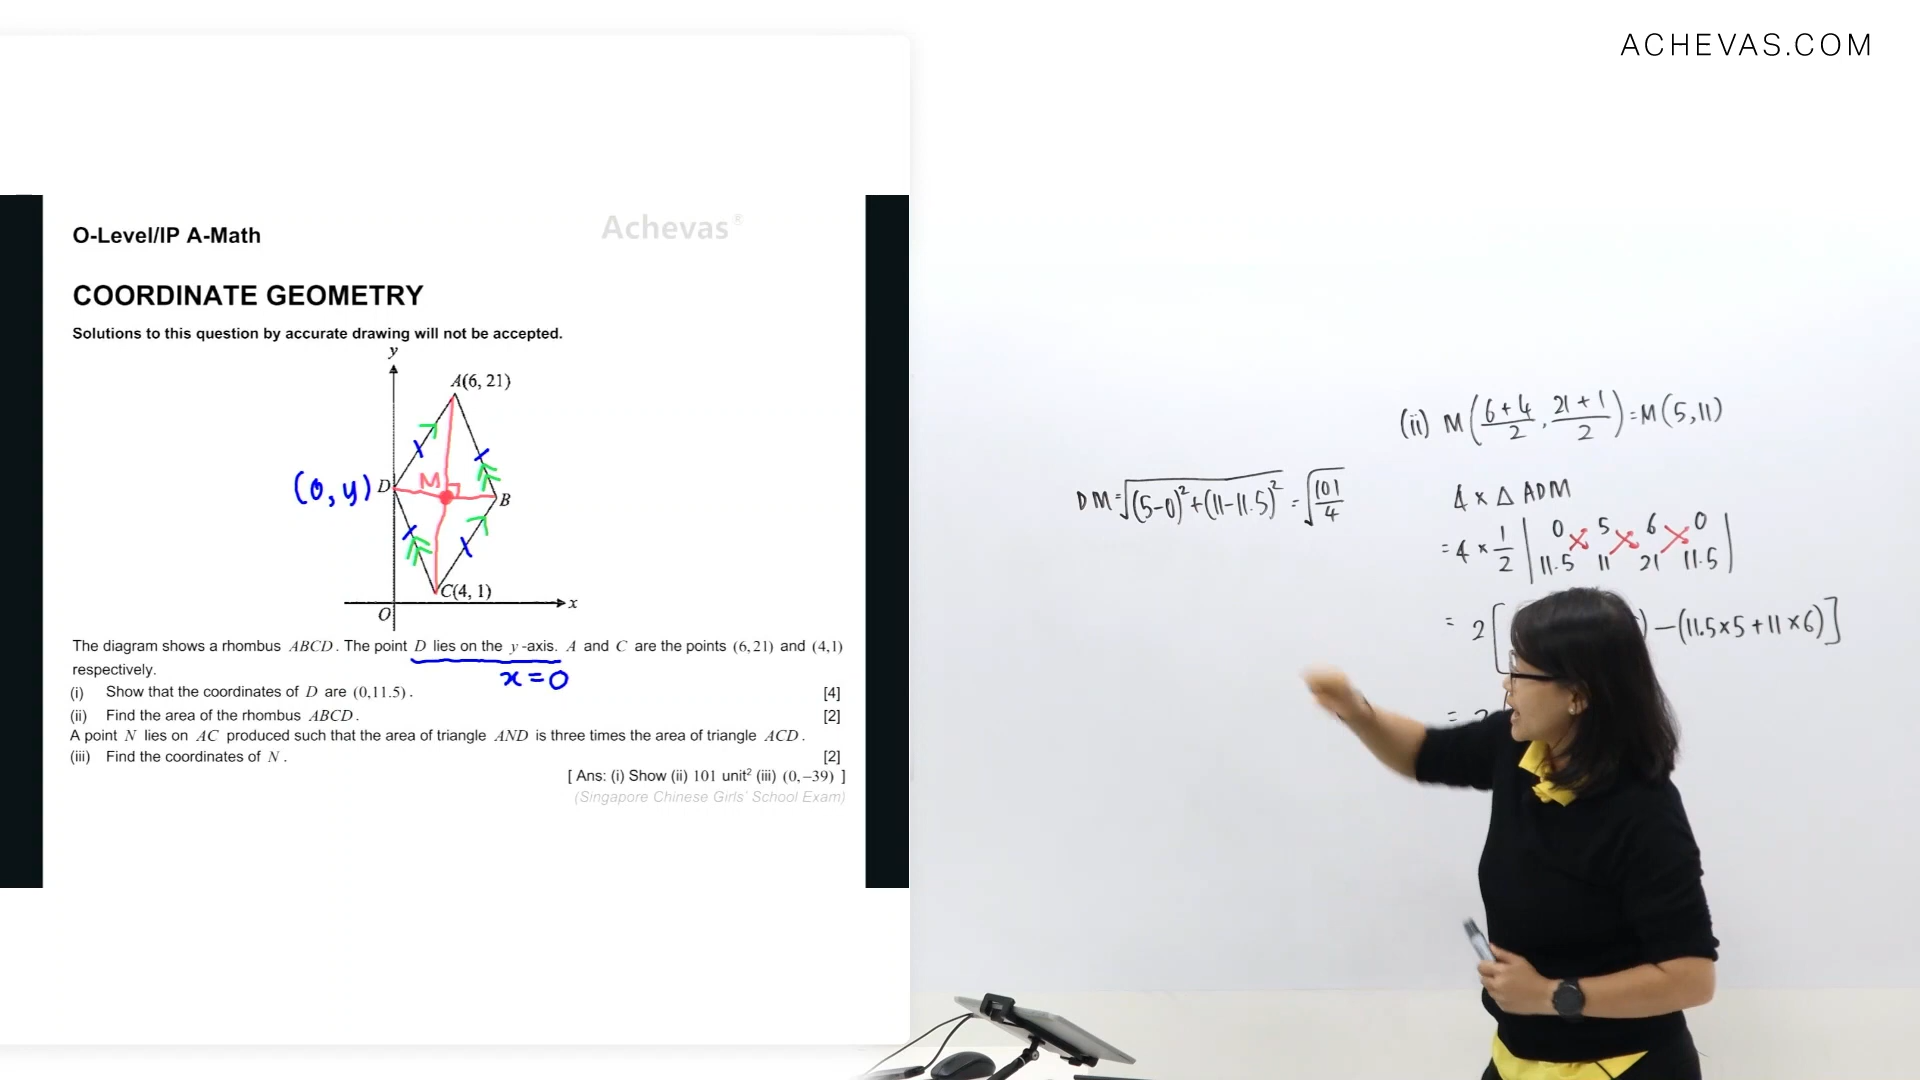 ACHEVAS.COM
O-Level/IP A-Math
Achevas®
COORDINATE GEOMETRY
Solutions to this question by accurate drawing will not be accepted.
y
A(6, 21)
(0, y) D
M
B
C(4, 1)
O
x
The diagram shows a rhombus ABCD. The point D lies on the y-axis. A and C are the points (6,21) and (4,1)
respectively.
x=0
(i) Show that the coordinates of D are (0,11.5). [4]
(ii) Find the area of the rhombus ABCD. [2]
A point N lies on AC produced such that the area of triangle AND is three times the area of triangle ACD.
(iii) Find the coordinates of N. [2]
[ Ans: (i) Show (ii) 101 unit² (iii) (0,−39) ]
(Singapore Chinese Girls' School Exam)
DM=√((5-0)²+(11-11.5)²) = √(101/4)
(ii) M((6+4)/2, (21+1)/2) = M(5,11)
4 × △ ADM
= 4 × 1/2 | 0 5 6 0
11.5 11 21 11.5 |
= 2[ ) −(11.5×5+11×6)]
=